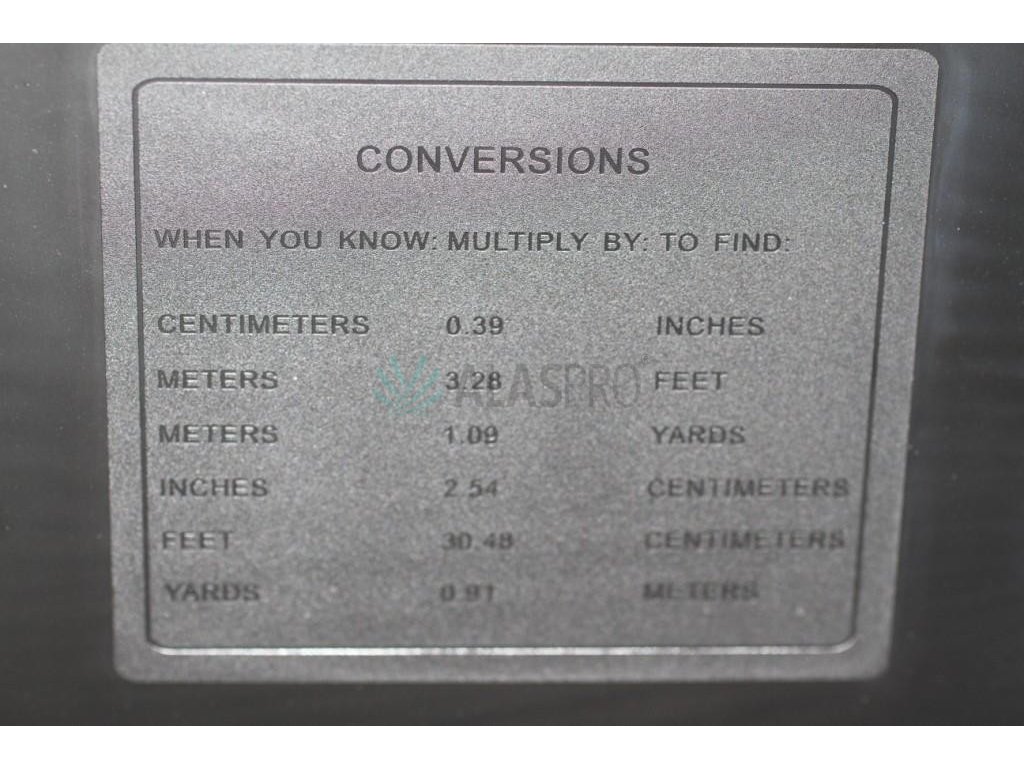 CONVERSIONS
WHEN YOU KNOW: MULTIPLY BY: TO FIND:
CENTIMETERS 0.39 INCHES
METERS 3.28 FEET
METERS 1.09 YARDS
INCHES 2.54 CENTIMETERS
FEET 30.48 CENTIMETERS
YARDS 0.91 METERS
ALASPRO®